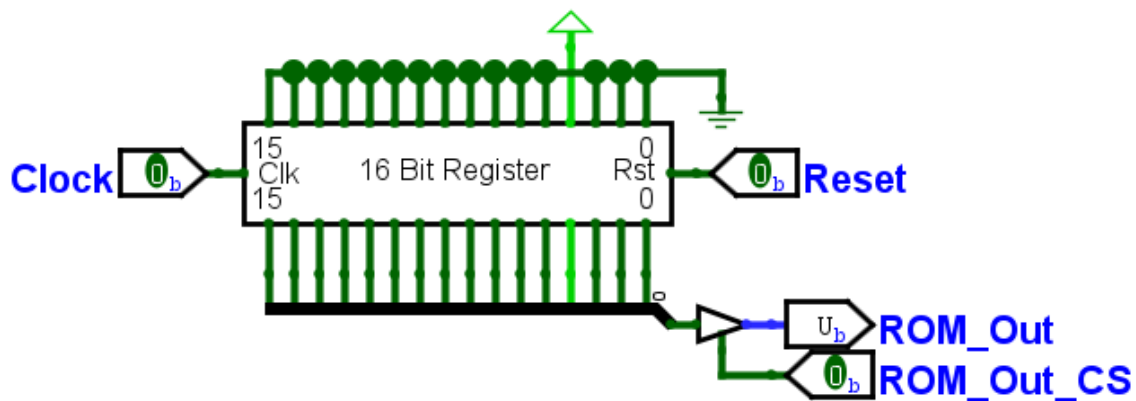 15 0
Clock 0b Clk 16 Bit Register Rst 0b Reset
15 0
0
Ub ROM_Out
0b ROM_Out_CS